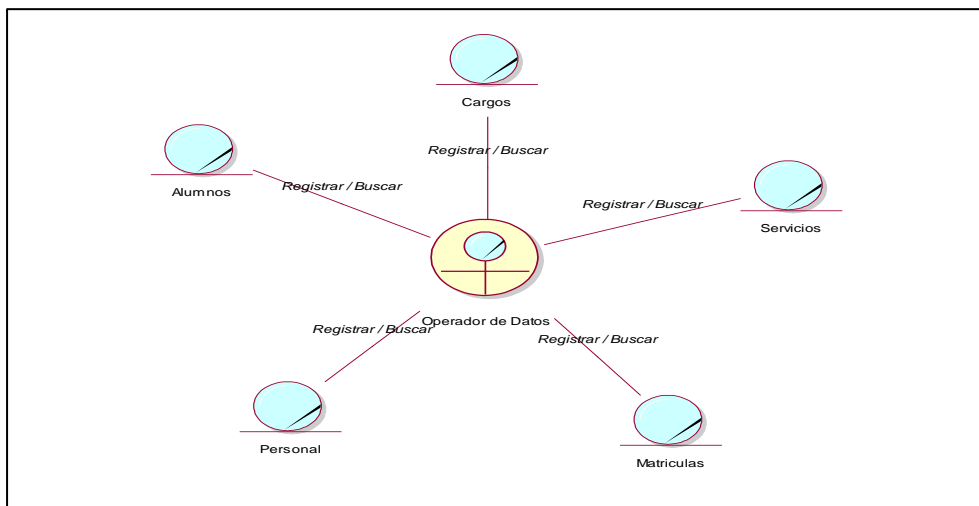 Cargos
Registrar / Buscar
Alumnos
Registrar / Buscar
Registrar / Buscar
Servicios
Operador de Datos
Registrar / Buscar
Registrar / Buscar
Personal
Matriculas